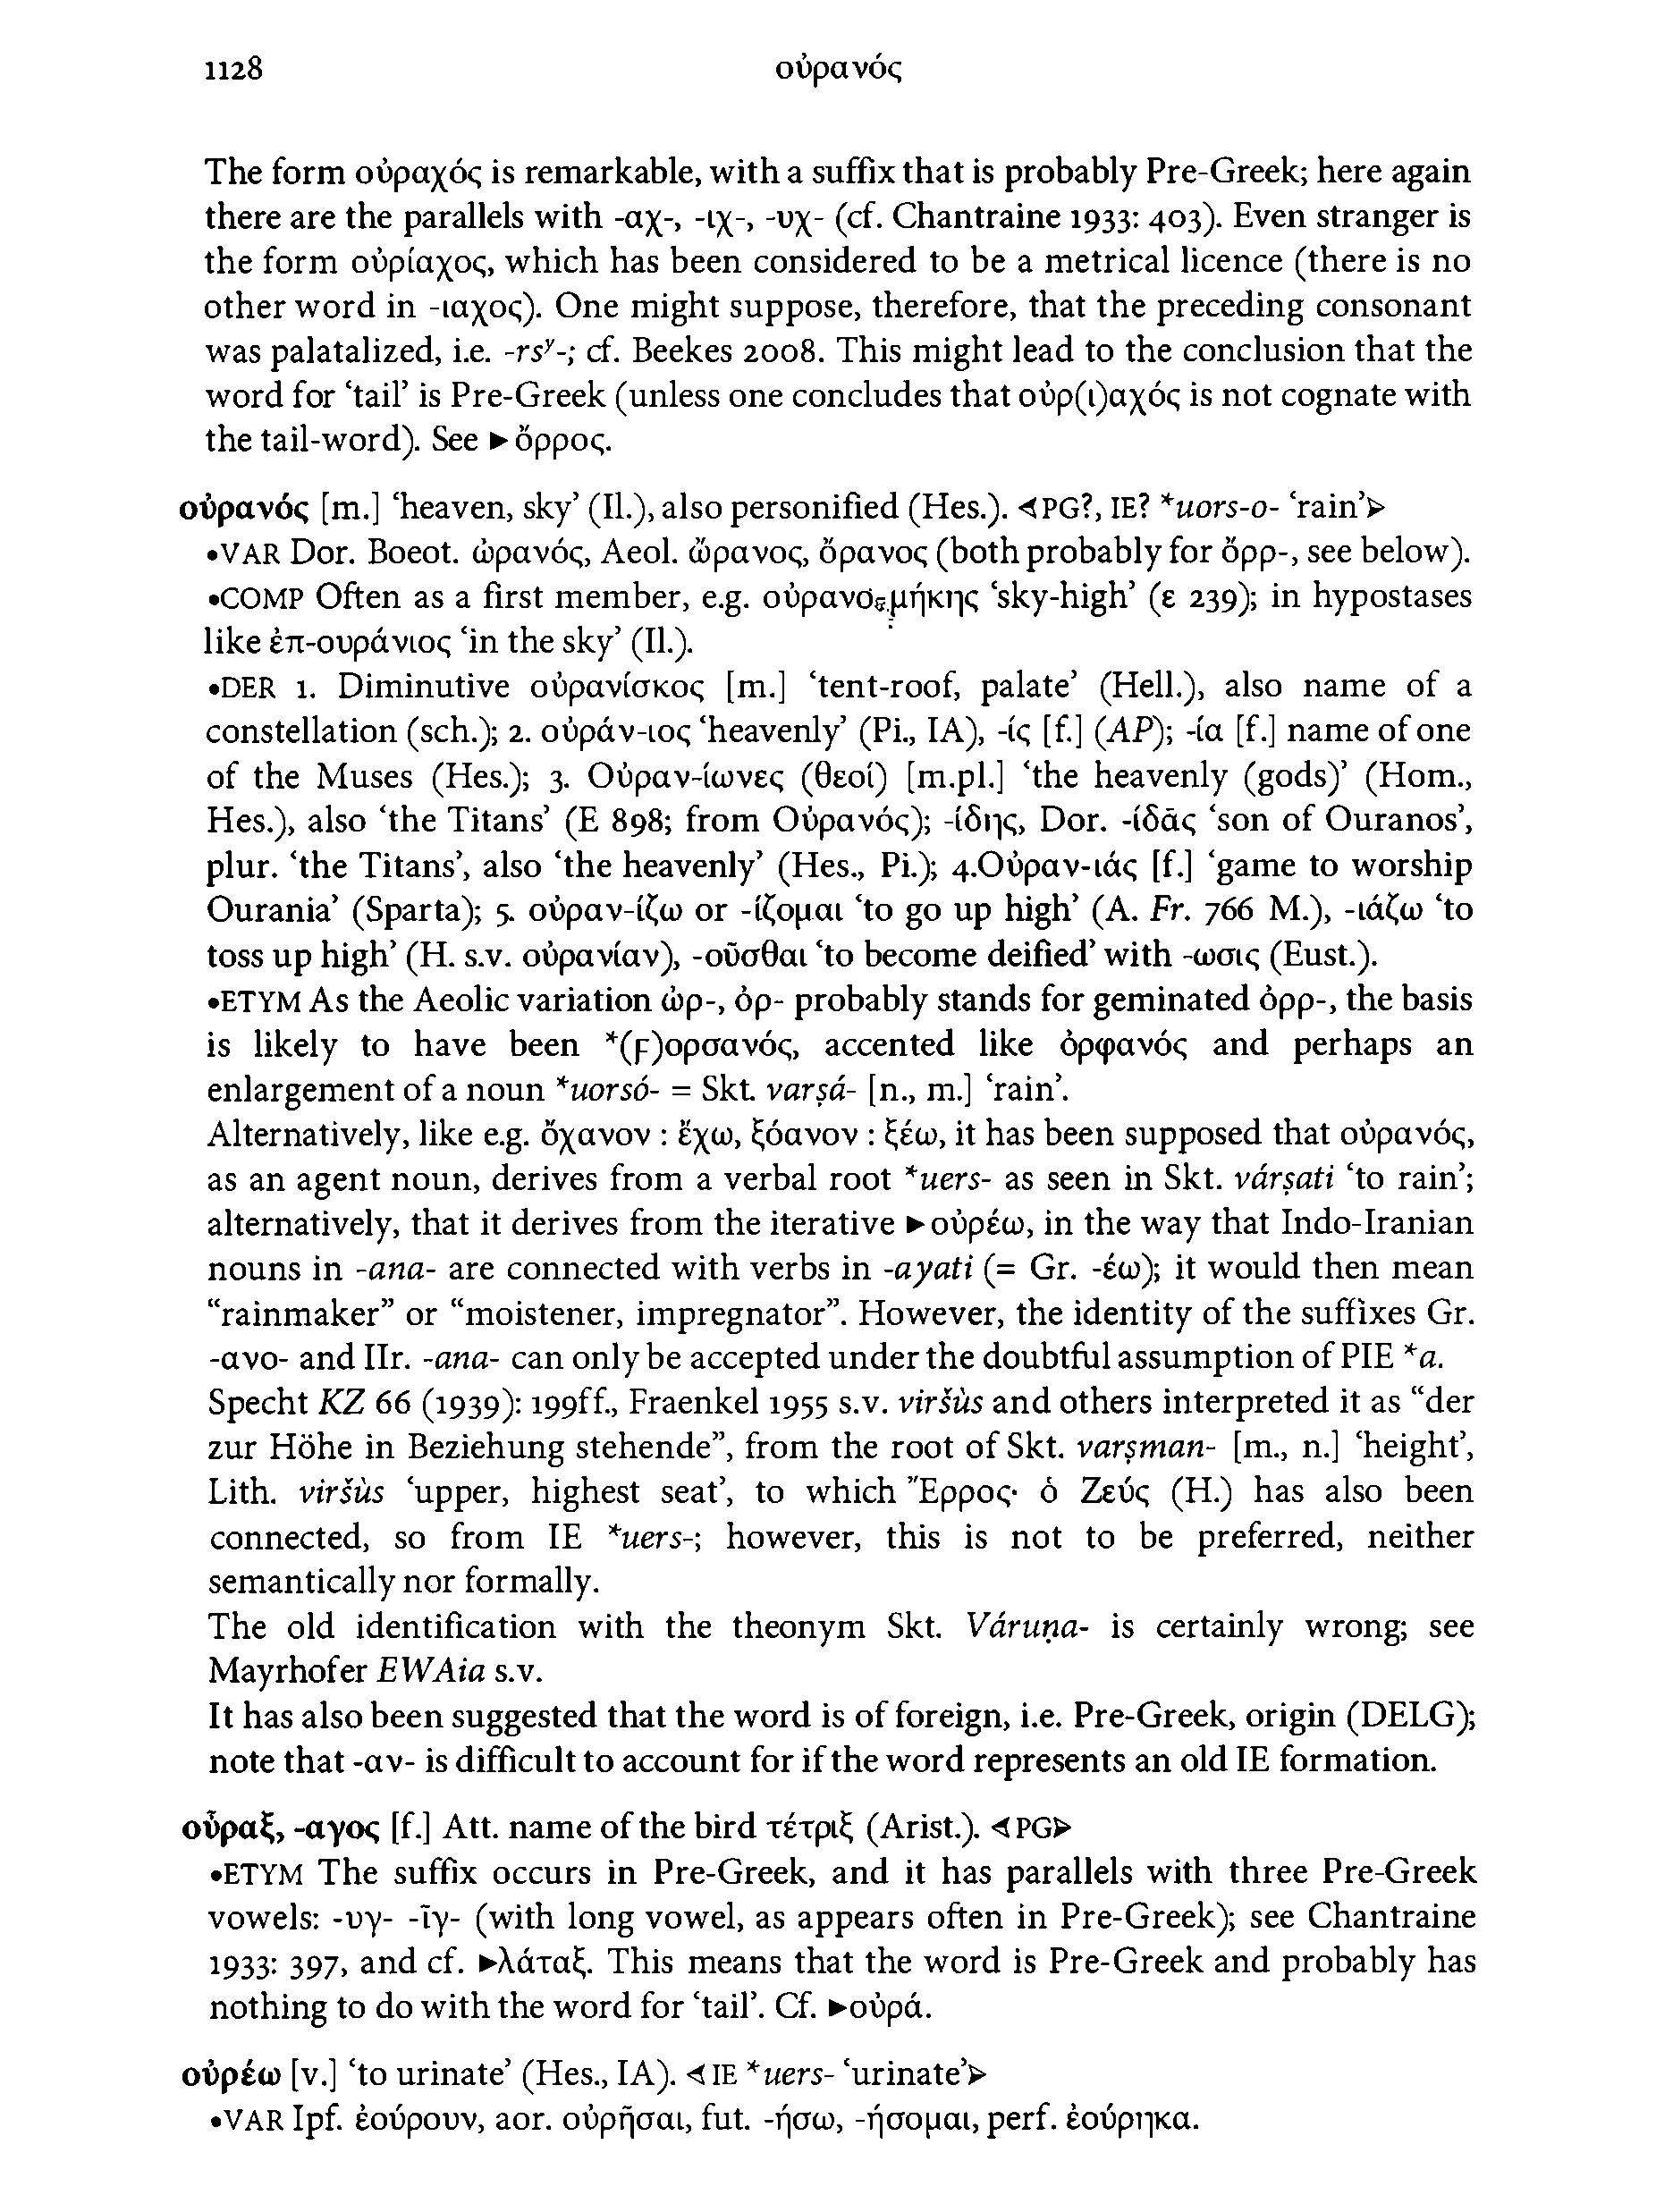 1128
οὐρανός
The form οὐραχός is remarkable, with a suffix that is probably Pre-Greek; here again
there are the parallels with -αχ-, -ιχ-, -υχ- (cf. Chantraine 1933: 403). Even stranger is
the form οὐρίαχος, which has been considered to be a metrical licence (there is no
other word in -ιαχος). One might suppose, therefore, that the preceding consonant
was palatalized, i.e. -rsʸ-; cf. Beekes 2008. This might lead to the conclusion that the
word for ‘tail’ is Pre-Greek (unless one concludes that οὐρ(ι)αχός is not cognate with
the tail-word). See ►ὄρρος.
οὐρανός [m.] ‘heaven, sky’ (Il.), also personified (Hes.). ⊲PG?, IE? *u̯ors-o- ‘rain’⊳
•VAR Dor. Boeot. ὠρανός, Aeol. ὤρανος, ὄρανος (both probably for ὄρρ-, see below).
•COMP Often as a first member, e.g. οὐρανομήκης ‘sky-high’ (ε 239); in hypostases
like ἐπ-ουράνιος ‘in the sky’ (Il.).
•DER 1. Diminutive οὐρανίσκος [m.] ‘tent-roof, palate’ (Hell.), also name of a
constellation (sch.); 2. οὐράν-ιος ‘heavenly’ (Pi., IA), -ίς [f.] (AP); -ία [f.] name of one
of the Muses (Hes.); 3. Οὐραν-ίωνες (θεοί) [m.pl.] ‘the heavenly (gods)’ (Hom.,
Hes.), also ‘the Titans’ (Ε 898; from Οὐρανός); -ίδης, Dor. -ίδᾱς ‘son of Ouranos’,
plur. ‘the Titans’, also ‘the heavenly’ (Hes., Pi.); 4.Οὐραν-ιάς [f.] ‘game to worship
Ourania’ (Sparta); 5. οὐραν-ίζω or -ίζομαι ‘to go up high’ (A. Fr. 766 M.), -ιάζω ‘to
toss up high’ (H. s.v. οὐρανίαν), -οῦσθαι ‘to become deified’ with -ωσις (Eust.).
•ETYM As the Aeolic variation ὠρ-, ὀρ- probably stands for geminated ὀρρ-, the basis
is likely to have been *(ϝ)ορσανός, accented like ὀρφανός and perhaps an
enlargement of a noun *u̯orsó- = Skt. varṣá- [n., m.] ‘rain’.
Alternatively, like e.g. ὄχανον : ἔχω, ξόανον : ξέω, it has been supposed that οὐρανός,
as an agent noun, derives from a verbal root *u̯ers- as seen in Skt. várṣati ‘to rain’;
alternatively, that it derives from the iterative ►οὐρέω, in the way that Indo-Iranian
nouns in -ana- are connected with verbs in -ayati (= Gr. -έω); it would then mean
“rainmaker” or “moistener, impregnator”. However, the identity of the suffixes Gr.
-ανο- and IIr. -ana- can only be accepted under the doubtful assumption of PIE *a.
Specht KZ 66 (1939): 199ff., Fraenkel 1955 s.v. viršùs and others interpreted it as “der
zur Höhe in Beziehung stehende”, from the root of Skt. varṣman- [m., n.] ‘height’,
Lith. viršùs ‘upper, highest seat’, to which Ἔρρος· ὁ Ζεύς (H.) has also been
connected, so from IE *u̯ers-; however, this is not to be preferred, neither
semantically nor formally.
The old identification with the theonym Skt. Váruṇa- is certainly wrong; see
Mayrhofer EWAia s.v.
It has also been suggested that the word is of foreign, i.e. Pre-Greek, origin (DELG);
note that -αν- is difficult to account for if the word represents an old IE formation.
οὖραξ, -αγος [f.] Att. name of the bird τέτριξ (Arist.). ⊲PG⊳
•ETYM The suffix occurs in Pre-Greek, and it has parallels with three Pre-Greek
vowels: -υγ- -ῑγ- (with long vowel, as appears often in Pre-Greek); see Chantraine
1933: 397, and cf. ►λάταξ. This means that the word is Pre-Greek and probably has
nothing to do with the word for ‘tail’. Cf. ►οὐρά.
οὐρέω [v.] ‘to urinate’ (Hes., IA). ⊲IE *u̯ers- ‘urinate’⊳
•VAR Ipf. ἐούρουν, aor. οὐρῆσαι, fut. -ήσω, -ήσομαι, perf. ἐούρηκα.